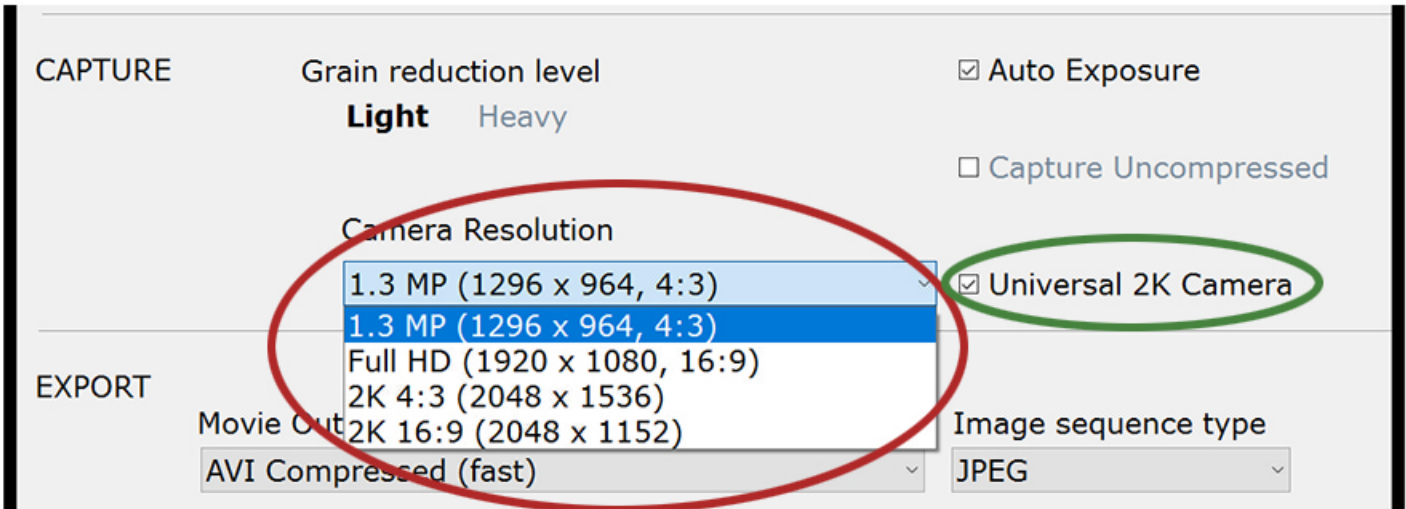 CAPTURE Grain reduction level Auto Exposure
Light Heavy
Capture Uncompressed
Camera Resolution
1.3 MP (1296 x 964, 4:3) Universal 2K Camera
1.3 MP (1296 x 964, 4:3)
Full HD (1920 x 1080, 16:9)
EXPORT 2K 4:3 (2048 x 1536)
Movie Out 2K 16:9 (2048 x 1152) Image sequence type
AVI Compressed (fast) JPEG